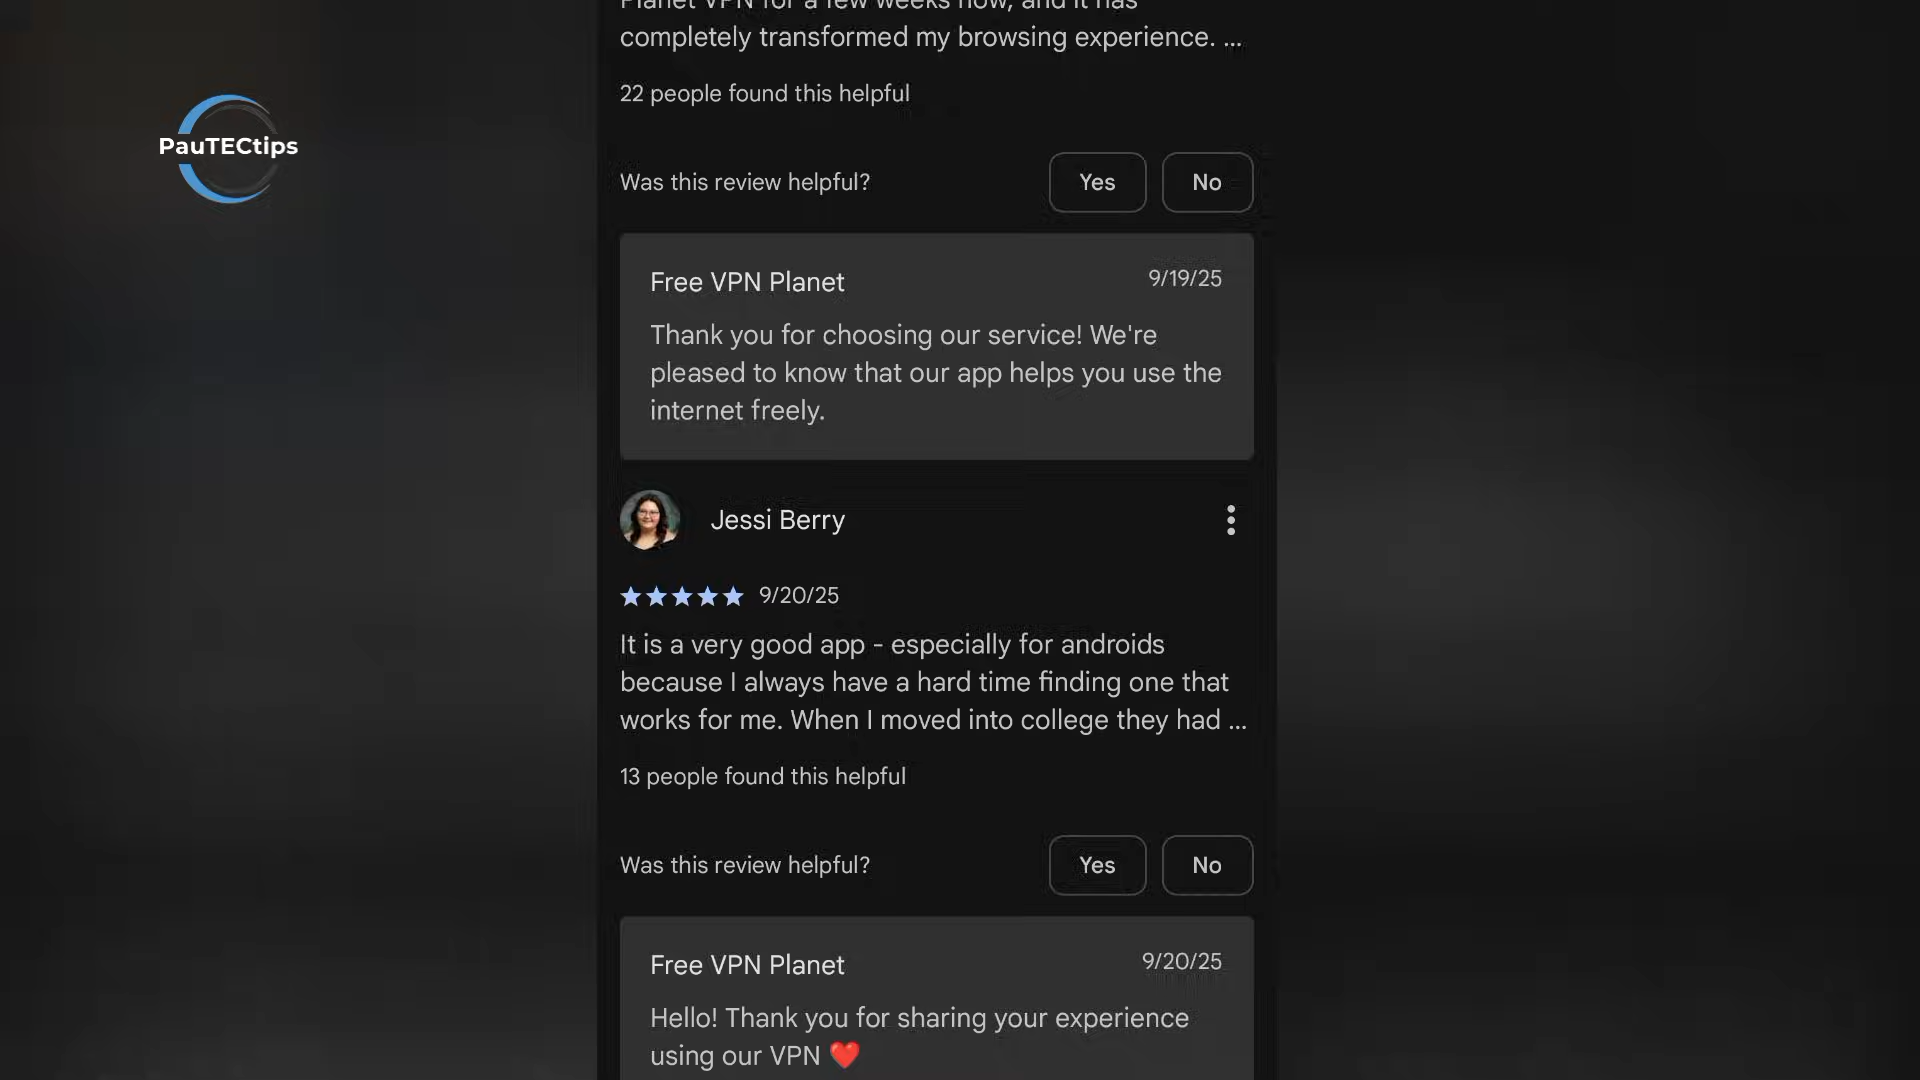 Planet VPN for a few weeks now, and it has
completely transformed my browsing experience. ...
22 people found this helpful
PauTECtips
Was this review helpful?
Yes
No
Free VPN Planet
9/19/25
Thank you for choosing our service! We're
pleased to know that our app helps you use the
internet freely.
Jessi Berry
9/20/25
It is a very good app - especially for androids
because I always have a hard time finding one that
works for me. When I moved into college they had ...
13 people found this helpful
Was this review helpful?
Yes
No
Free VPN Planet
9/20/25
Hello! Thank you for sharing your experience
using our VPN ❤️